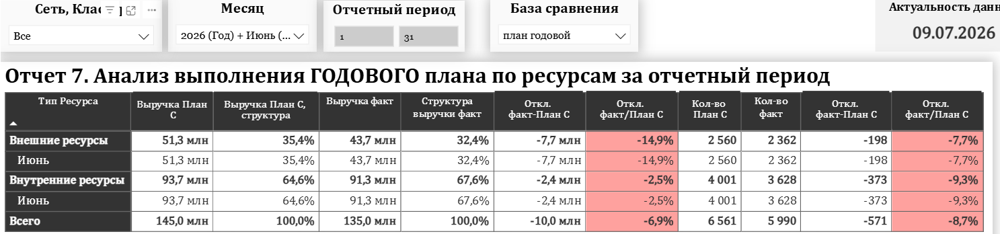 Сеть, Клас
Месяц
Отчетный период
База сравнения
Актуальность данн
Все
2026 (Год) + Июнь (...
1
31
план годовой
09.07.2026
Отчет 7. Анализ выполнения ГОДОВОГО плана по ресурсам за отчетный период
Тип Ресурса Выручка План С Выручка План С, структура Выручка факт Структура выручки факт Откл. факт-План С Откл. факт/План С Кол-во План С Кол-во факт Откл. факт-План С Откл. факт/План С
Внешние ресурсы 51,3 млн 35,4% 43,7 млн 32,4% -7,7 млн -14,9% 2 560 2 362 -198 -7,7%
Июнь 51,3 млн 35,4% 43,7 млн 32,4% -7,7 млн -14,9% 2 560 2 362 -198 -7,7%
Внутренние ресурсы 93,7 млн 64,6% 91,3 млн 67,6% -2,4 млн -2,5% 4 001 3 628 -373 -9,3%
Июнь 93,7 млн 64,6% 91,3 млн 67,6% -2,4 млн -2,5% 4 001 3 628 -373 -9,3%
Всего 145,0 млн 100,0% 135,0 млн 100,0% -10,0 млн -6,9% 6 561 5 990 -571 -8,7%